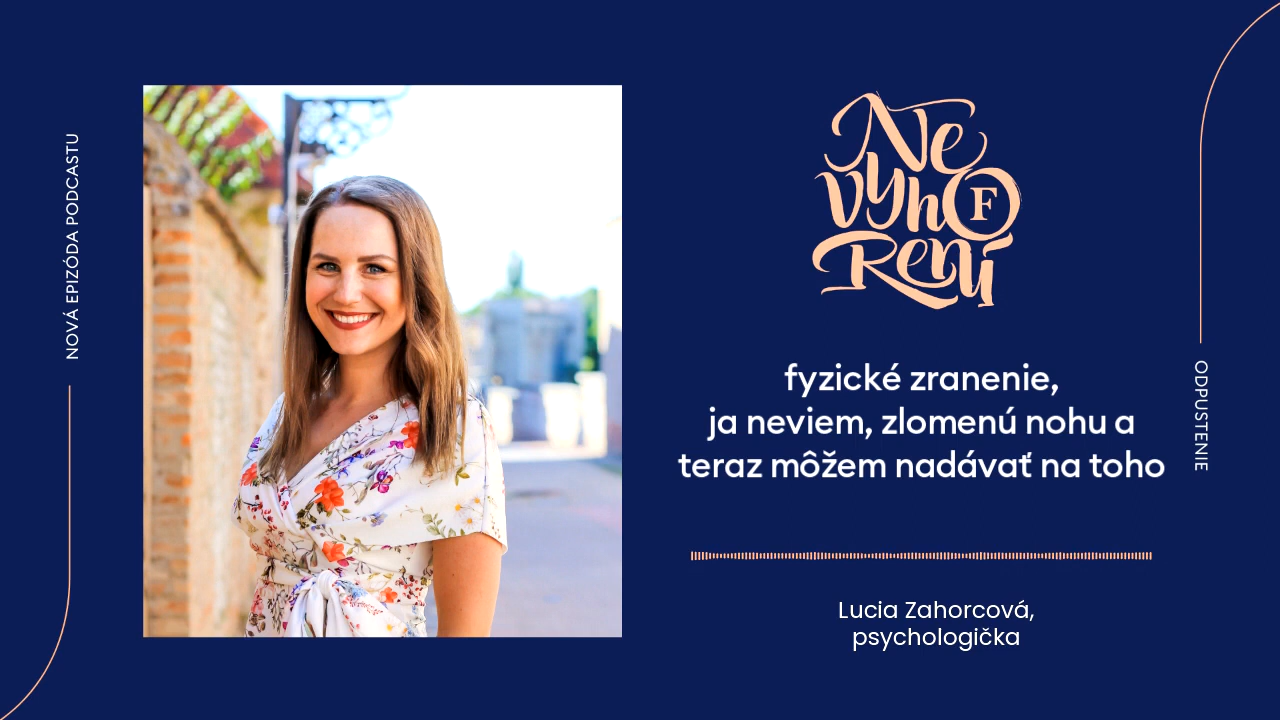 NOVÁ EPIZÓDA PODCASTU
Ne
vyhO
F
Rení
fyzické zranenie,
ja neviem, zlomenú nohu a
teraz môžem nadávať na toho
ODPUSTENIE
Lucia Zahorcová,
psychologička